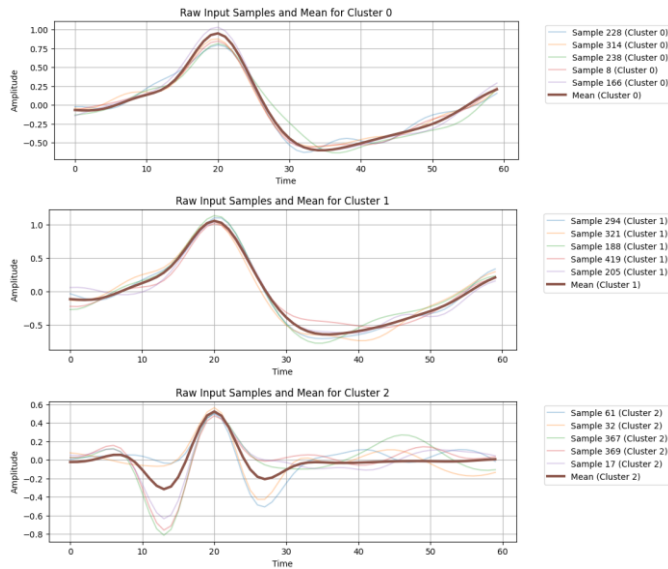 Raw Input Samples and Mean for Cluster 0
Amplitude
1.00
0.75
0.50
0.25
0.00
-0.25
-0.50
0 10 20 30 40 50 60
Time
Sample 228 (Cluster 0)
Sample 314 (Cluster 0)
Sample 238 (Cluster 0)
Sample 8 (Cluster 0)
Sample 166 (Cluster 0)
Mean (Cluster 0)
Raw Input Samples and Mean for Cluster 1
Amplitude
1.0
0.5
0.0
-0.5
0 10 20 30 40 50 60
Time
Sample 294 (Cluster 1)
Sample 321 (Cluster 1)
Sample 188 (Cluster 1)
Sample 419 (Cluster 1)
Sample 205 (Cluster 1)
Mean (Cluster 1)
Raw Input Samples and Mean for Cluster 2
Amplitude
0.6
0.4
0.2
0.0
-0.2
-0.4
-0.6
-0.8
0 10 20 30 40 50 60
Time
Sample 61 (Cluster 2)
Sample 32 (Cluster 2)
Sample 367 (Cluster 2)
Sample 369 (Cluster 2)
Sample 17 (Cluster 2)
Mean (Cluster 2)